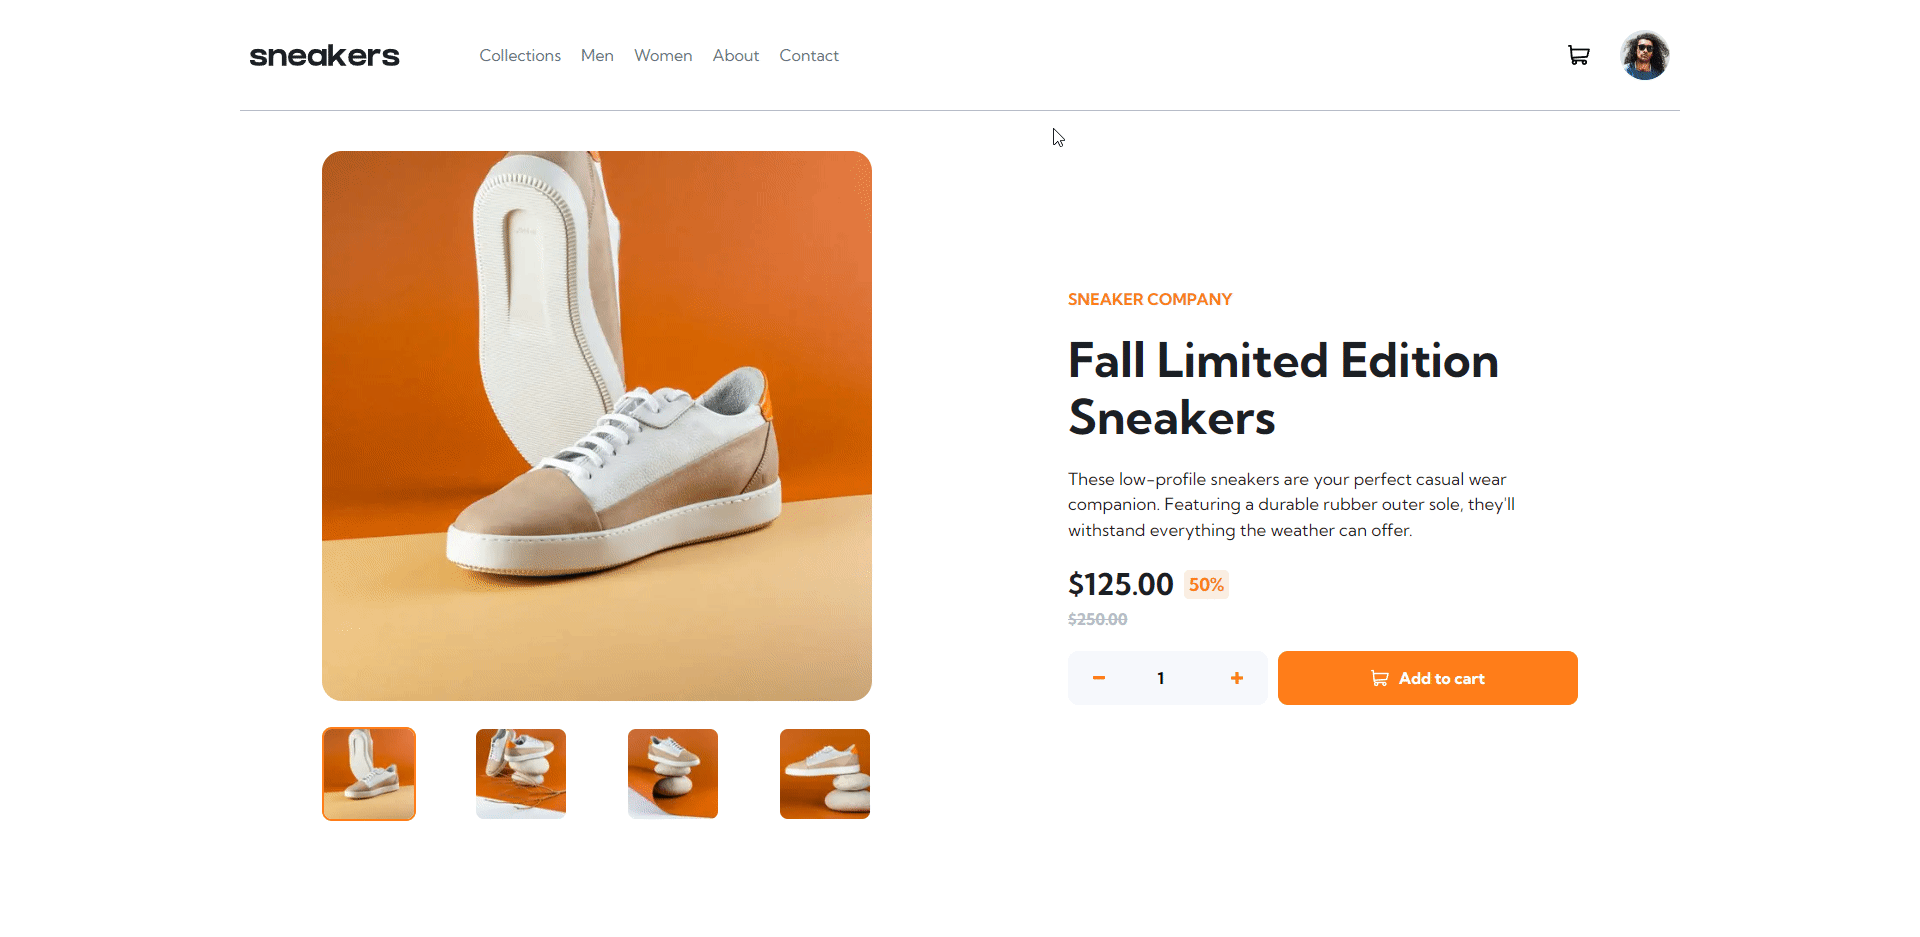 sneakers
Collections Men Women About Contact
SNEAKER COMPANY
Fall Limited Edition
Sneakers
These low-profile sneakers are your perfect casual wear
companion. Featuring a durable rubber outer sole, they'll
withstand everything the weather can offer.
$125.00 50%
$250.00
1
Add to cart